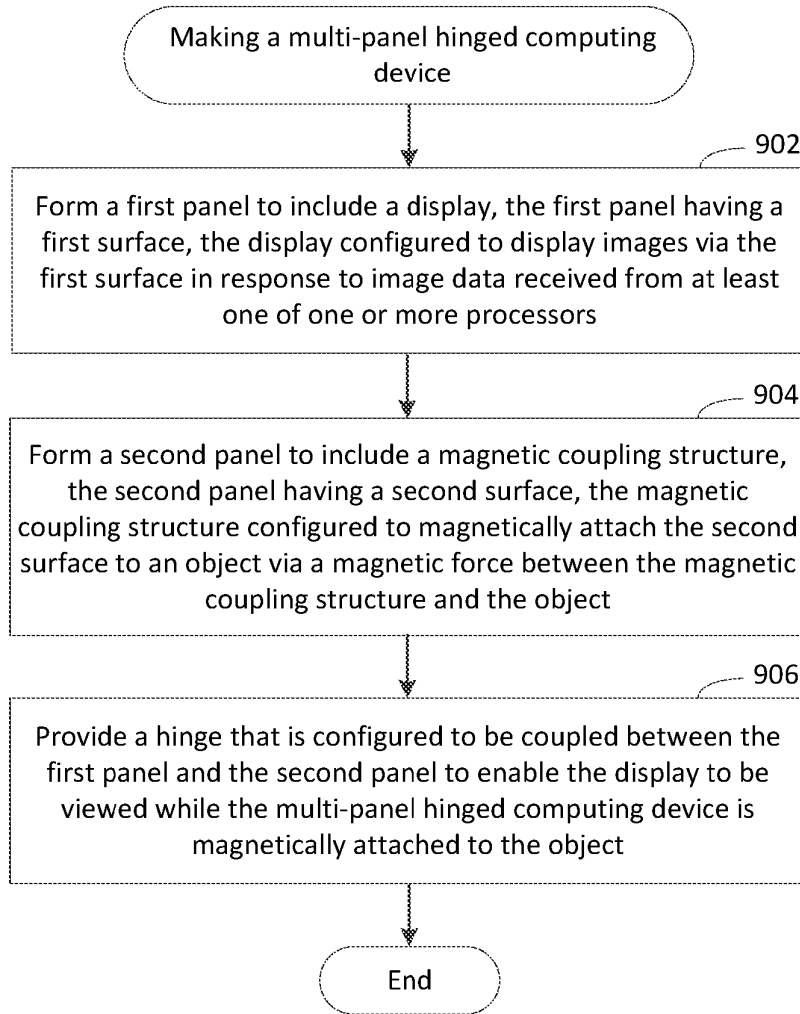 Making a multi-panel hinged computing
device
902
Form a first panel to include a display, the first panel having a
first surface, the display configured to display images via the
first surface in response to image data received from at least
one of one or more processors
904
Form a second panel to include a magnetic coupling structure,
the second panel having a second surface, the magnetic
coupling structure configured to magnetically attach the second
surface to an object via a magnetic force between the magnetic
coupling structure and the object
906
Provide a hinge that is configured to be coupled between the
first panel and the second panel to enable the display to be
viewed while the multi-panel hinged computing device is
magnetically attached to the object
End